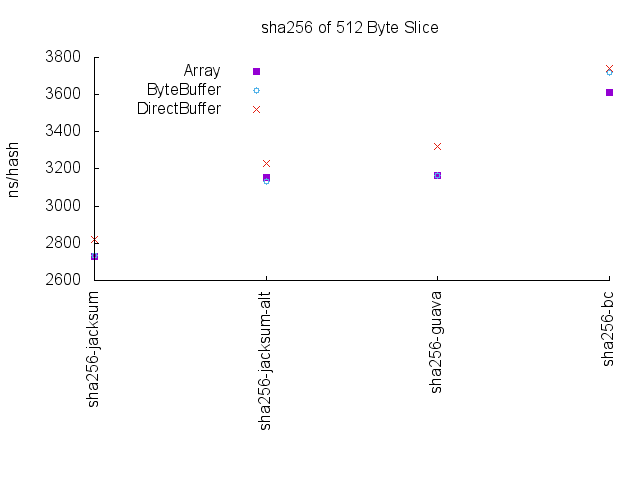 sha256 of 512 Byte Slice
3800
3600
3400
3200
3000
2800
2600
ns/hash
Array
ByteBuffer
DirectBuffer
sha256-jacksum
sha256-jacksum-alt
sha256-guava
sha256-bc